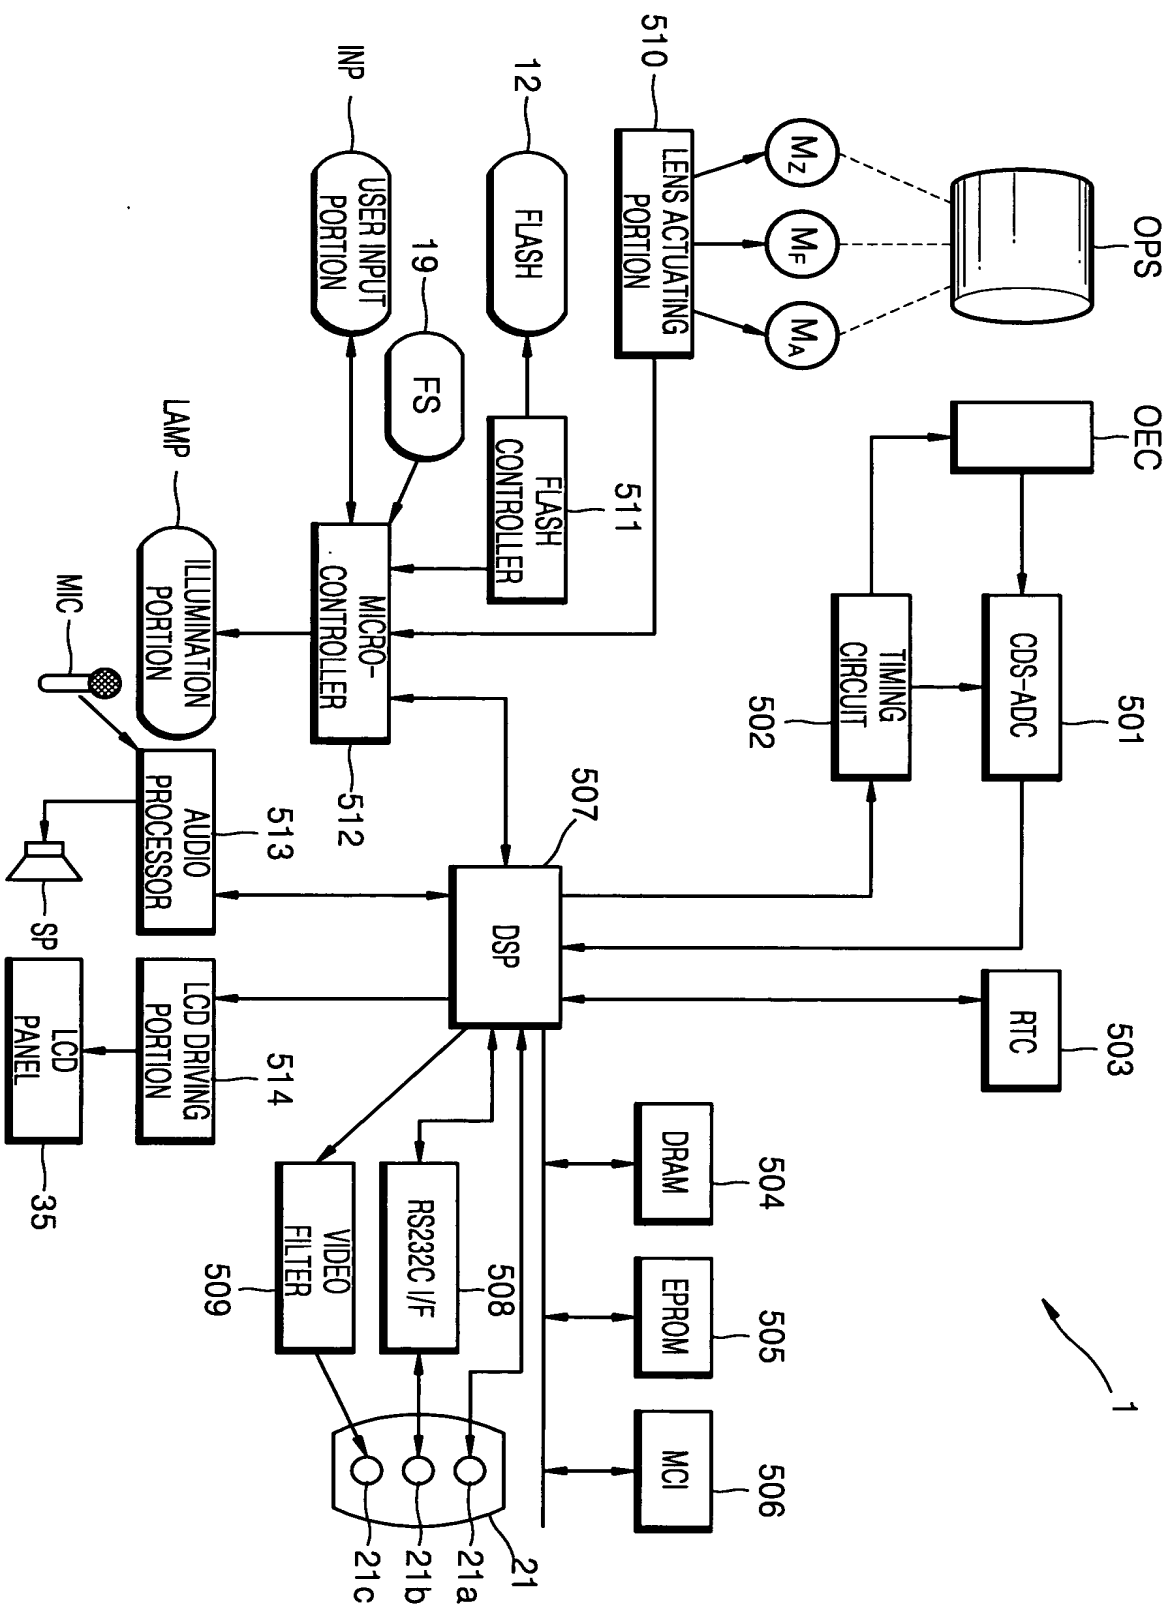 OPS
OEC
501
CDS-ADC
503
RTC
1
MZ
MF
MA
TIMING
CIRCUIT
502
510
LENS ACTUATING
PORTION
504
DRAM
505
EPROM
506
MCI
12
FLASH
511
FLASH
CONTROLLER
507
DSP
19
FS
INP
USER INPUT
PORTION
MICRO-
CONTROLLER
512
508
RS232C I/F
VIDEO
FILTER
509
21
21a
21b
21c
LAMP
ILLUMINATION
PORTION
513
AUDIO
PROCESSOR
514
LCD DRIVING
PORTION
MIC
SP
LCD
PANEL
35